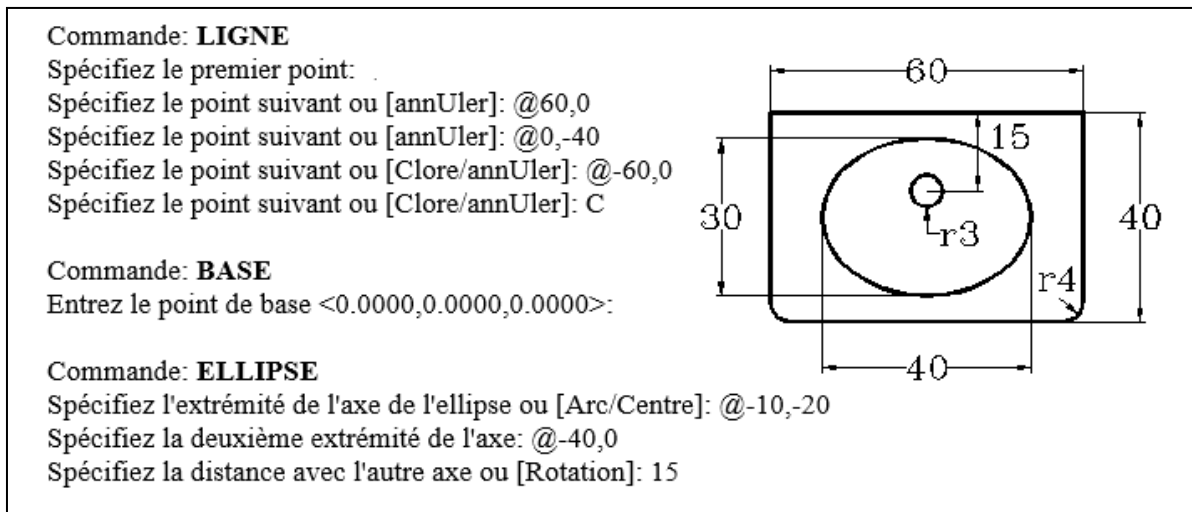 Commande: LIGNE
Spécifiez le premier point:
Spécifiez le point suivant ou [annUler]: @60,0
Spécifiez le point suivant ou [annUler]: @0,-40
Spécifiez le point suivant ou [Clore/annUler]: @-60,0
Spécifiez le point suivant ou [Clore/annUler]: C
Commande: BASE
Entrez le point de base <0.0000,0.0000,0.0000>:
Commande: ELLIPSE
Spécifiez l'extrémité de l'axe de l'ellipse ou [Arc/Centre]: @-10,-20
Spécifiez la deuxième extrémité de l'axe: @-40,0
Spécifiez la distance avec l'autre axe ou [Rotation]: 15
60
15
30
r3
40
r4
40